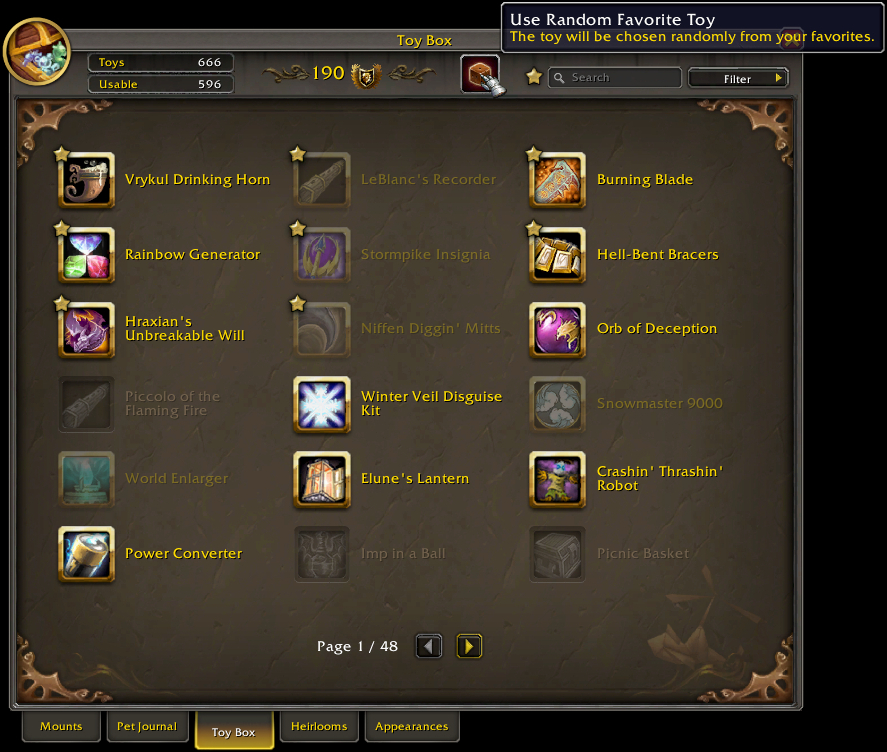 Use Random Favorite Toy
The toy will be chosen randomly from your favorites.
Toy Box
Toys 666
Usable 596
190
Search
Filter
Vrykul Drinking Horn
LeBlanc's Recorder
Burning Blade
Rainbow Generator
Stormpike Insignia
Hell-Bent Bracers
Hraxian's
Unbreakable Will
Niffen Diggin' Mitts
Orb of Deception
Piccolo of the
Flaming Fire
Winter Veil Disguise
Kit
Snowmaster 9000
World Enlarger
Elune's Lantern
Crashin' Thrashin'
Robot
Power Converter
Imp in a Ball
Picnic Basket
Page 1 / 48
Mounts
Pet Journal
Toy Box
Heirlooms
Appearances